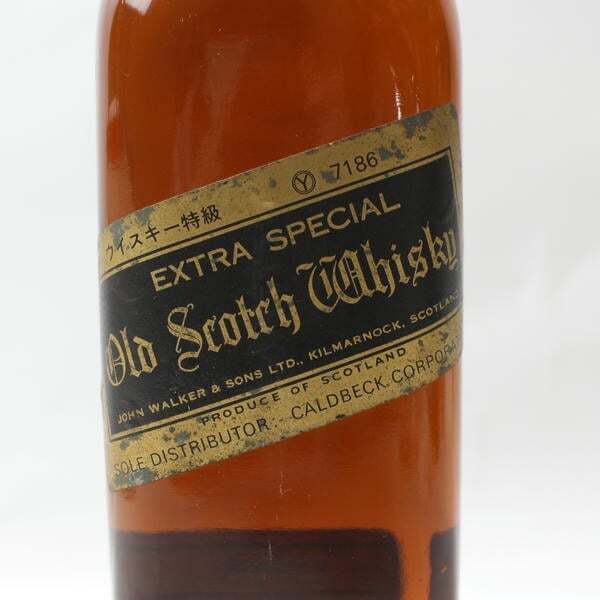 ウイスキー特級 Ⓨ 7186
EXTRA SPECIAL
Old Scotch Whisky
JOHN WALKER & SONS LTD., KILMARNOCK, SCOTLAND
PRODUCE OF SCOTLAND
SOLE DISTRIBUTOR: CALDBECK CORPORA